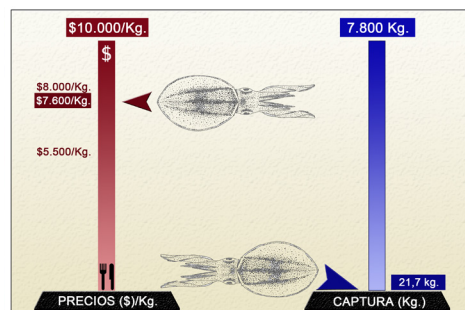 $10.000/Kg.
7.800 Kg.
$
$8.000/Kg.
$7.600/Kg.
$5.500/Kg.
21,7 kg.
PRECIOS ($)/Kg.
CAPTURA (Kg.)